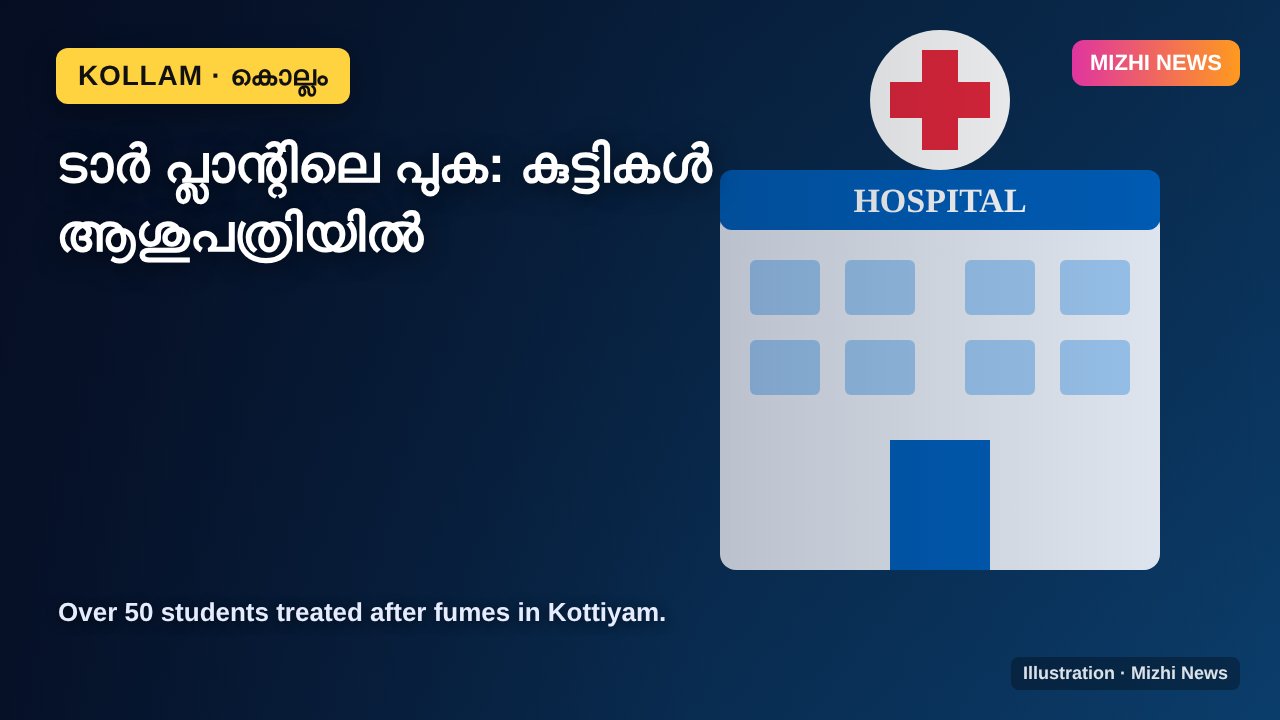 KOLLAM · കൊല്ലം
MIZHI NEWS
ടാർ പ്ലാന്റിലെ പുക: കുട്ടികൾ
ആശുപത്രിയിൽ
HOSPITAL
Over 50 students treated after fumes in Kottiyam.
Illustration · Mizhi News